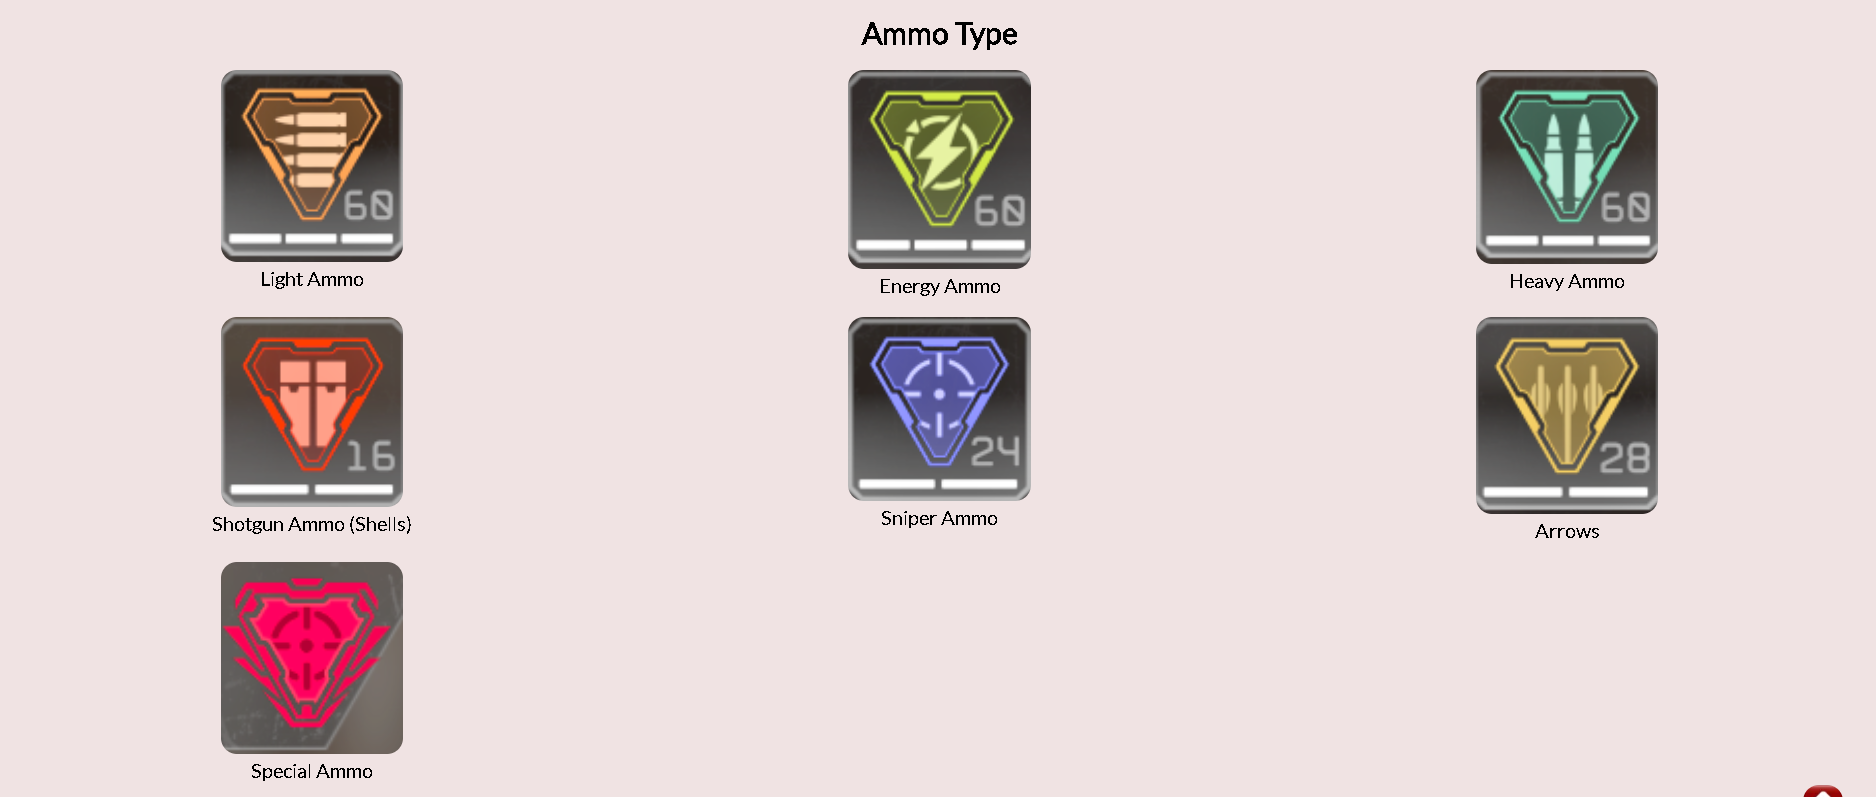 Ammo Type
60
60
60
Light Ammo
Energy Ammo
Heavy Ammo
16
24
28
Shotgun Ammo (Shells)
Sniper Ammo
Arrows
Special Ammo